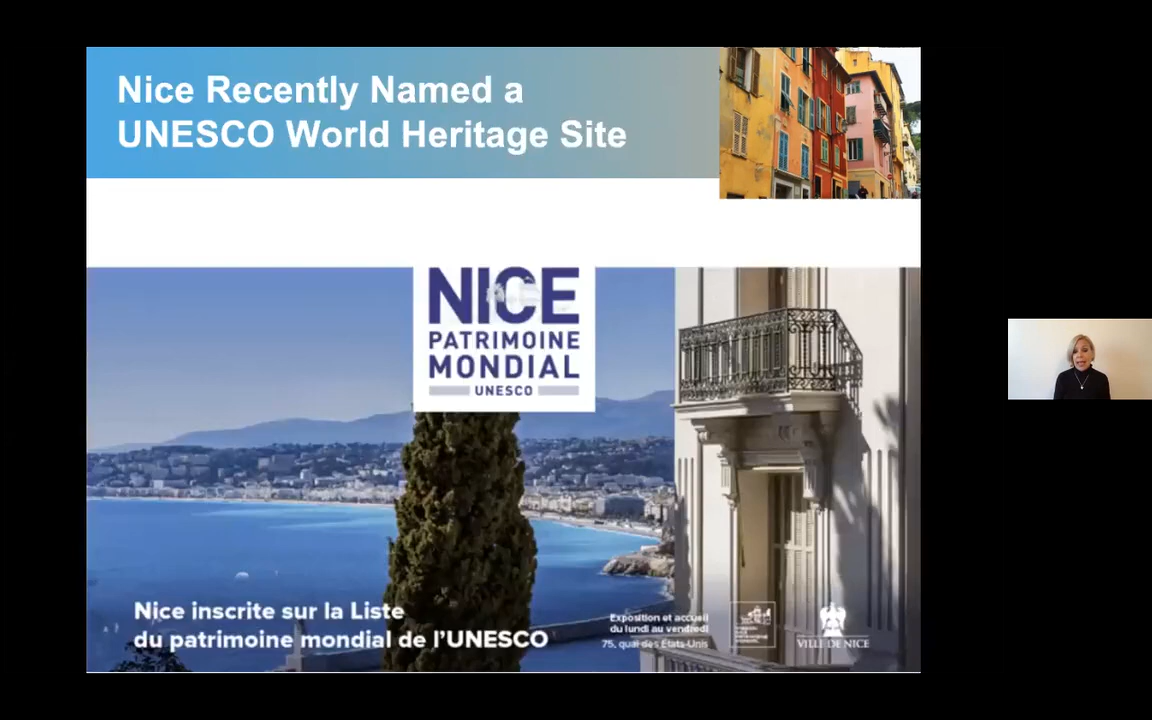 Nice Recently Named a
UNESCO World Heritage Site
NICE
PATRIMOINE
MONDIAL
UNESCO
Nice inscrite sur la Liste
du patrimoine mondial de l'UNESCO
Exposition et accueil
du lundi au vendredi
75, quai des États-Unis
VILLE DE NICE